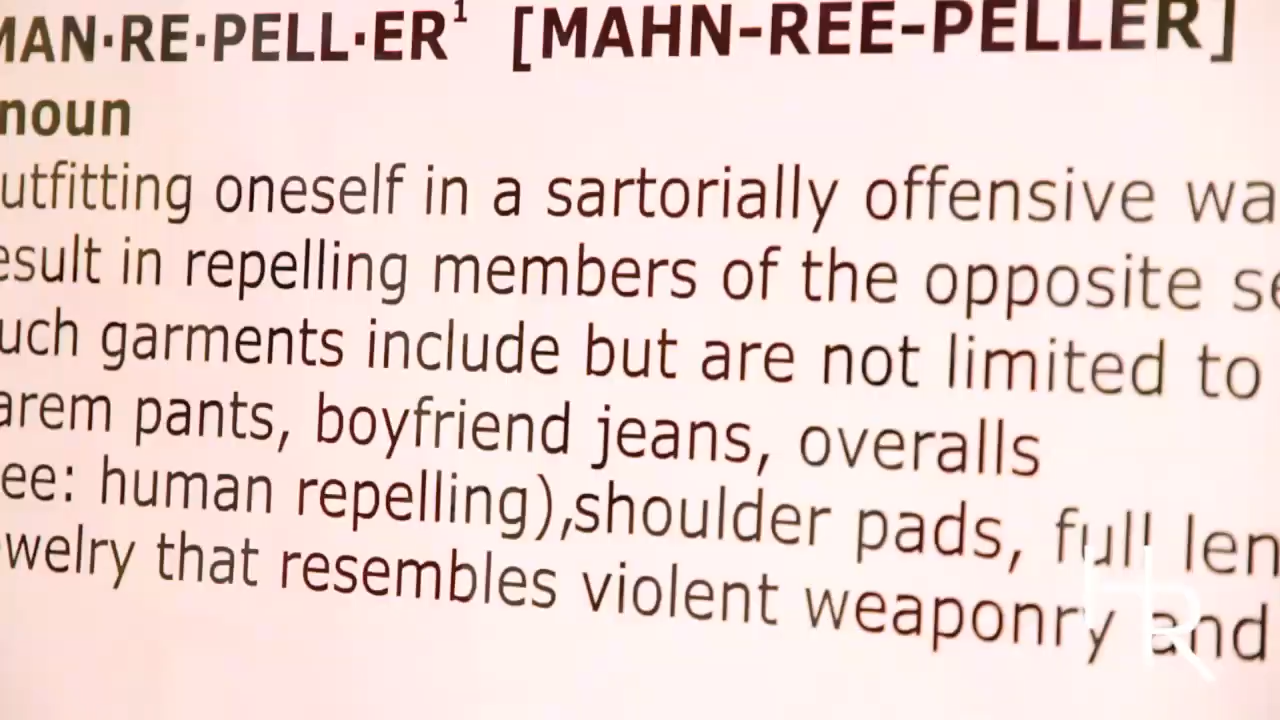 MAN·RE·PELL·ER¹ [MAHN-REE-PELLER]
noun
utfitting oneself in a sartorially offensive wa
esult in repelling members of the opposite se
uch garments include but are not limited to
arem pants, boyfriend jeans, overalls
ee: human repelling),shoulder pads, full len
welry that resembles violent weaponry and
HR